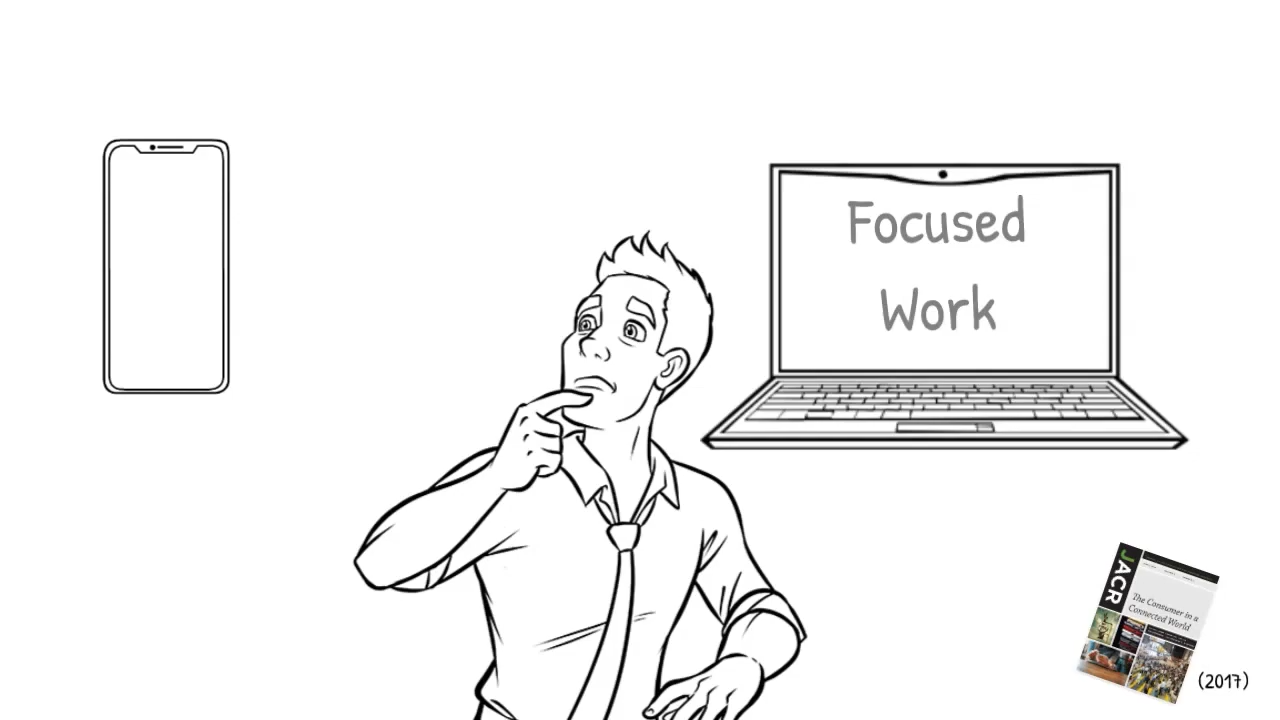 Focused
Work
JACR
The Consumer in a
Connected World
(2017)